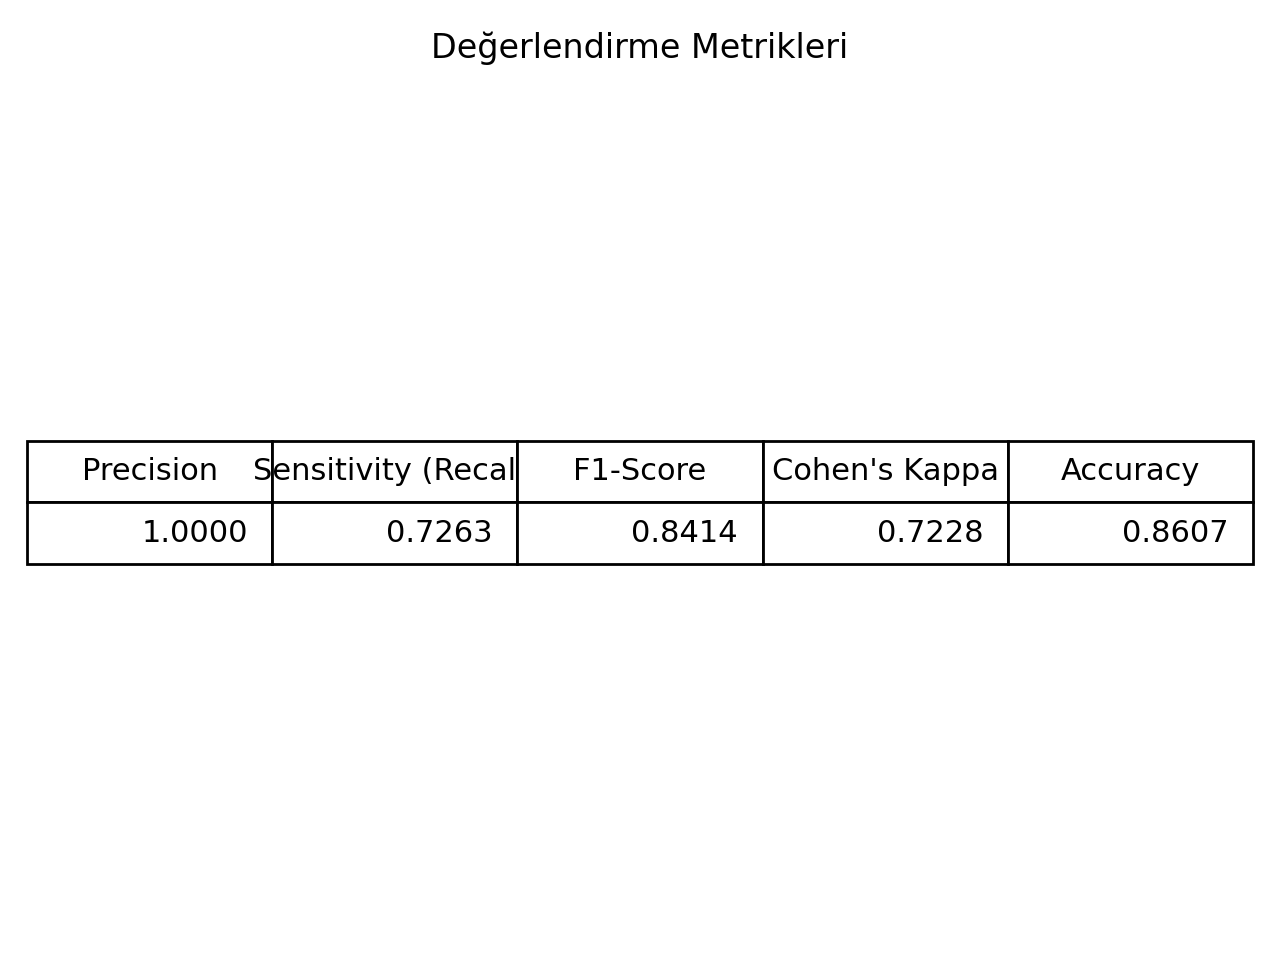 Değerlendirme Metrikleri
Precision Sensitivity (Recal F1-Score Cohen's Kappa Accuracy
1.0000 0.7263 0.8414 0.7228 0.8607